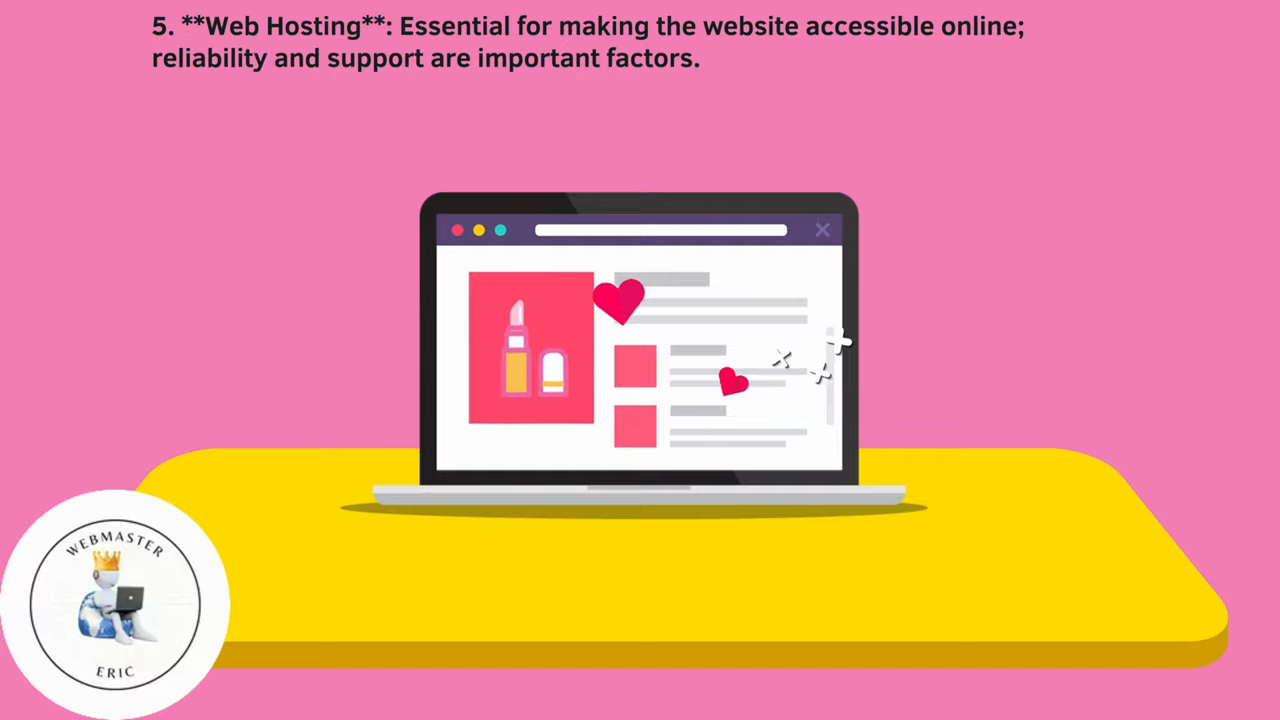 5. **Web Hosting**: Essential for making the website accessible online;
reliability and support are important factors.
WEBMASTER
ERIC